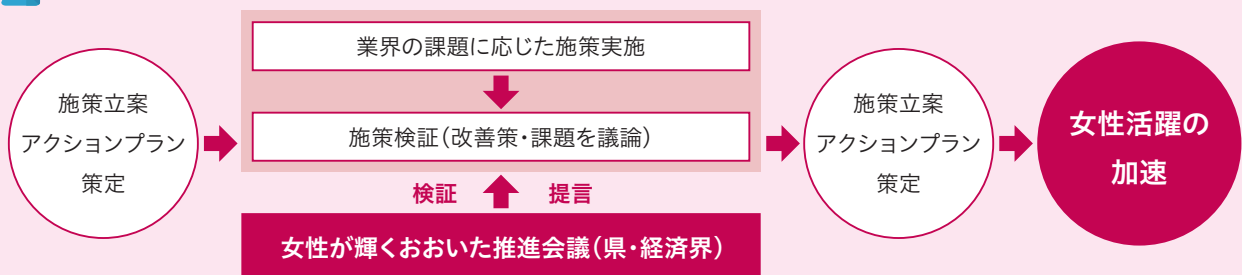 施策立案
アクションプラン
策定
業界の課題に応じた施策実施
施策検証(改善策・課題を議論)
検証 提言
女性が輝くおおいた推進会議(県・経済界)
施策立案
アクションプラン
策定
女性活躍の
加速